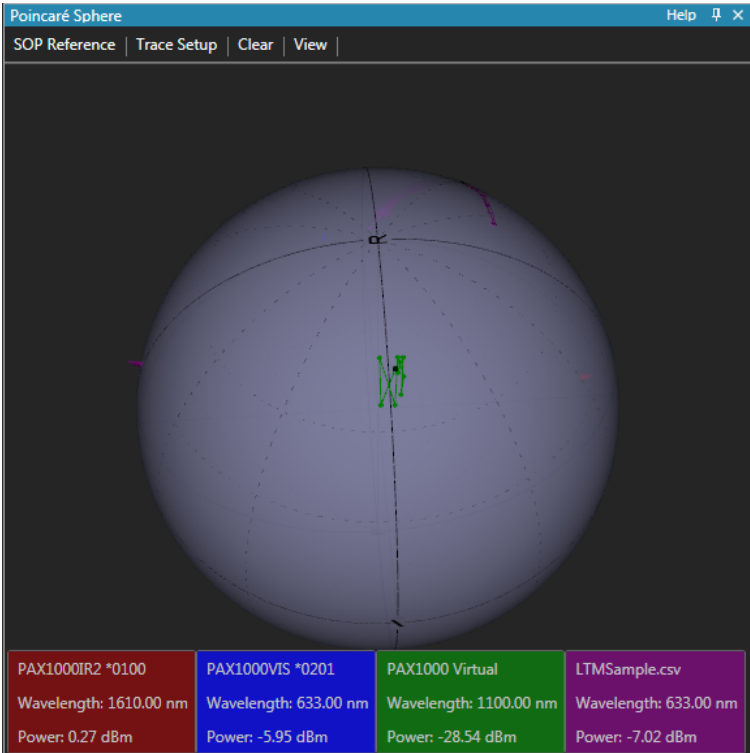 Poincaré Sphere Help
SOP Reference | Trace Setup | Clear | View |
R
PAX1000IR2 *0100
Wavelength: 1610.00 nm
Power: 0.27 dBm
PAX1000VIS *0201
Wavelength: 633.00 nm
Power: -5.95 dBm
PAX1000 Virtual
Wavelength: 1100.00 nm
Power: -28.54 dBm
LTMSample.csv
Wavelength: 633.00 nm
Power: -7.02 dBm